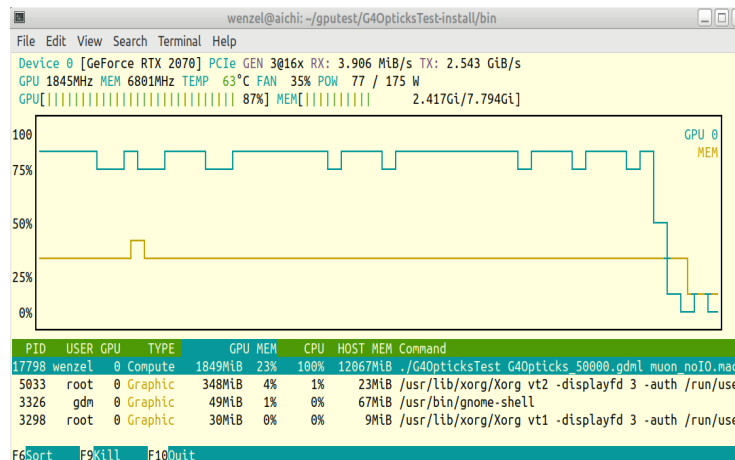 wenzel@aichi: ~/gputest/G4OpticksTest-install/bin
File Edit View Search Terminal Help
Device 0 [GeForce RTX 2070] PCIe GEN 3@16x RX: 3.906 MiB/s TX: 2.543 GiB/s
GPU 1845MHz MEM 6801MHz TEMP 63°C FAN 35% POW 77 / 175 W
GPU[|||||||||||||||||||||||||||| 87%] MEM[|||||||||| 2.417Gi/7.794Gi]
100 GPU 0
MEM
75%
50%
25%
0%
PID USER GPU TYPE GPU MEM CPU HOST MEM Command
17798 wenzel 0 Compute 1849MiB 23% 100% 12067MiB ./G4OpticksTest G4Opticks_50000.gdml muon_noIO.mac
5033 root 0 Graphic 348MiB 4% 1% 23MiB /usr/lib/xorg/Xorg vt2 -displayfd 3 -auth /run/use
3326 gdm 0 Graphic 49MiB 1% 0% 67MiB /usr/bin/gnome-shell
3298 root 0 Graphic 30MiB 0% 0% 9MiB /usr/lib/xorg/Xorg vt1 -displayfd 3 -auth /run/use
F6Sort F9Kill F10Quit